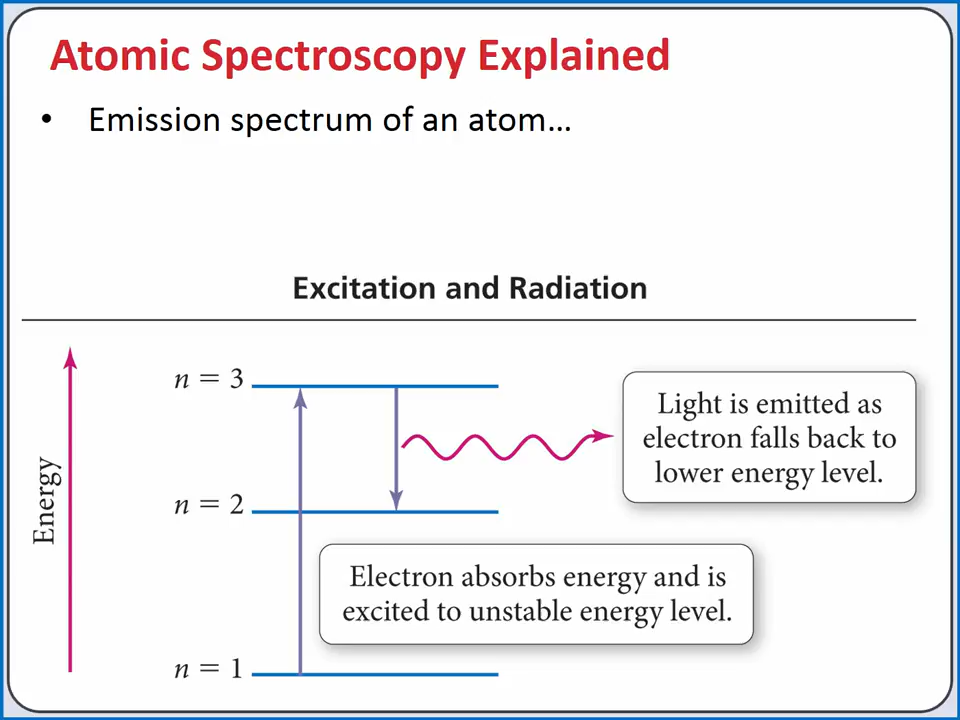 Atomic Spectroscopy Explained
• Emission spectrum of an atom…
Excitation and Radiation
n = 3
Light is emitted as
electron falls back to
lower energy level.
Energy
n = 2
Electron absorbs energy and is
excited to unstable energy level.
n = 1